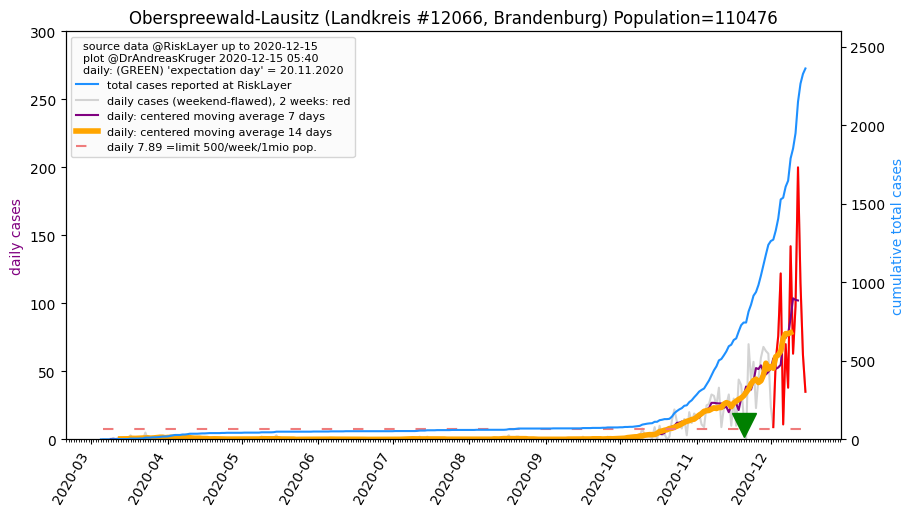 Oberspreewald-Lausitz (Landkreis #12066, Brandenburg) Population=110476
source data @RiskLayer up to 2020-12-15
plot @DrAndreasKruger 2020-12-15 05:40
daily: (GREEN) 'expectation day' = 20.11.2020
total cases reported at RiskLayer
daily cases (weekend-flawed), 2 weeks: red
daily: centered moving average 7 days
daily: centered moving average 14 days
daily 7.89 =limit 500/week/1mio pop.
daily cases
300
250
200
150
100
50
0
cumulative total cases
2500
2000
1500
1000
500
0
2020-03
2020-04
2020-05
2020-06
2020-07
2020-08
2020-09
2020-10
2020-11
2020-12